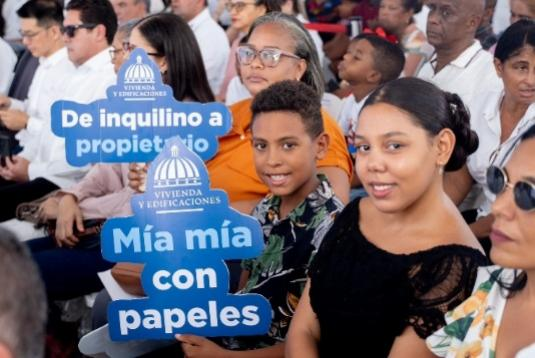 VIVIENDA
Y EDIFICACIONES
De inquilino a
propietario
VIVIENDA
Y EDIFICACIONES
Mía mía
con
papeles